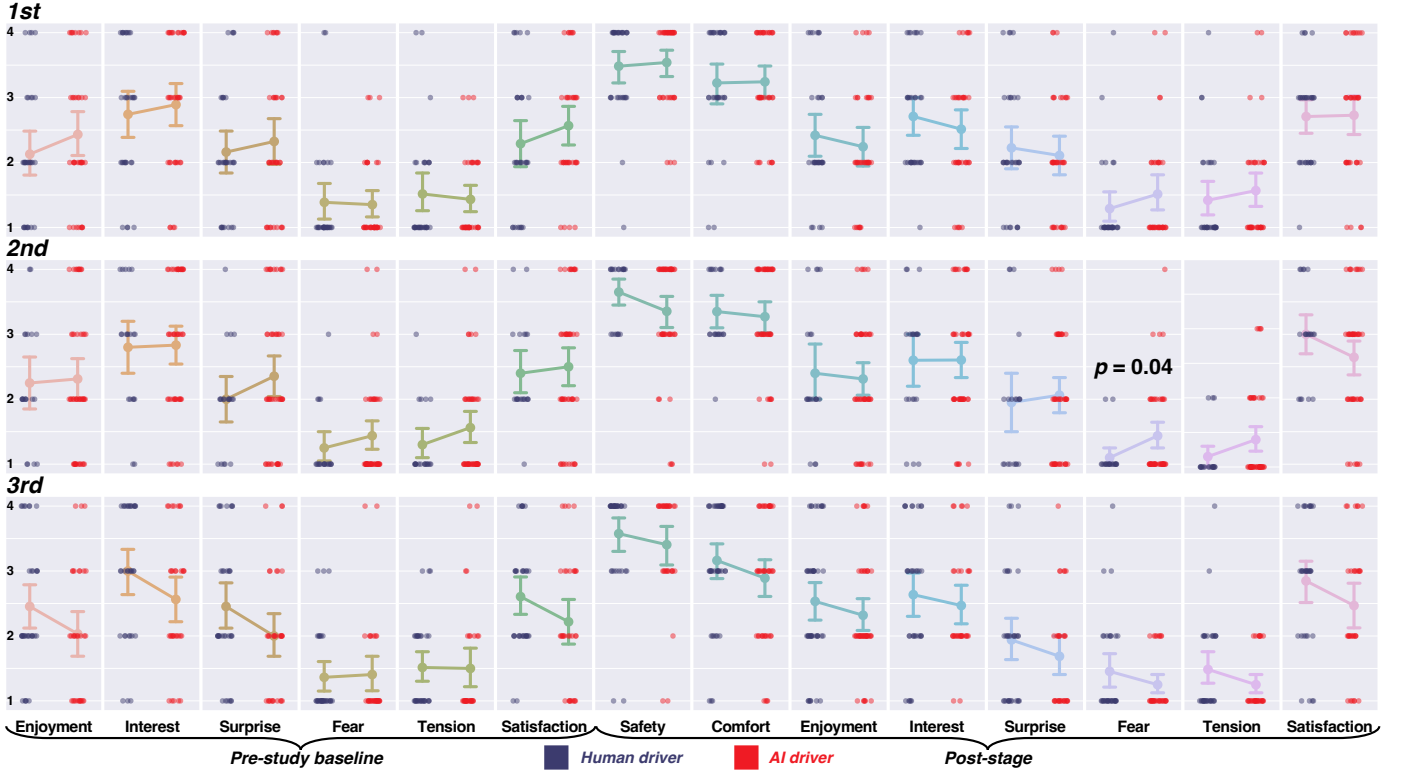 1st
4
3
2
1
2nd
4
3
2
1
p = 0.04
3rd
4
3
2
1
Enjoyment Interest Surprise Fear Tension Satisfaction Safety Comfort Enjoyment Interest Surprise Fear Tension Satisfaction
Pre-study baseline Human driver AI driver Post-stage